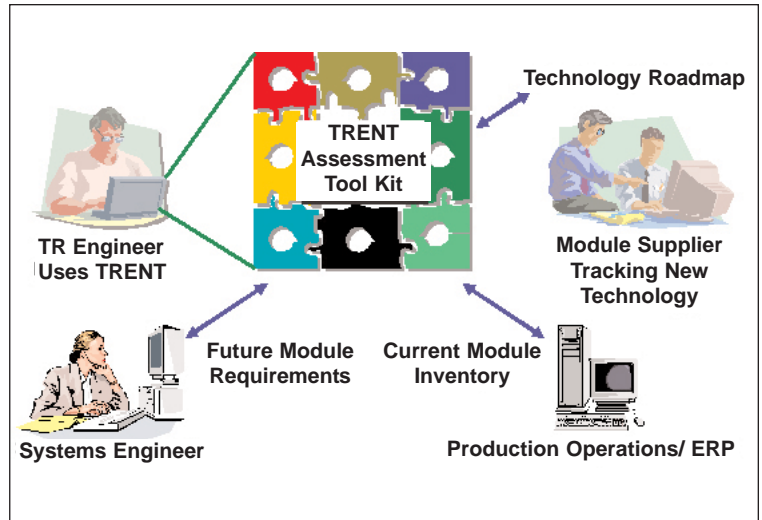 TRENT
Assessment
Tool Kit
Technology Roadmap
TR Engineer
Uses TRENT
Module Supplier
Tracking New
Technology
Future Module
Requirements
Current Module
Inventory
Systems Engineer
Production Operations/ ERP